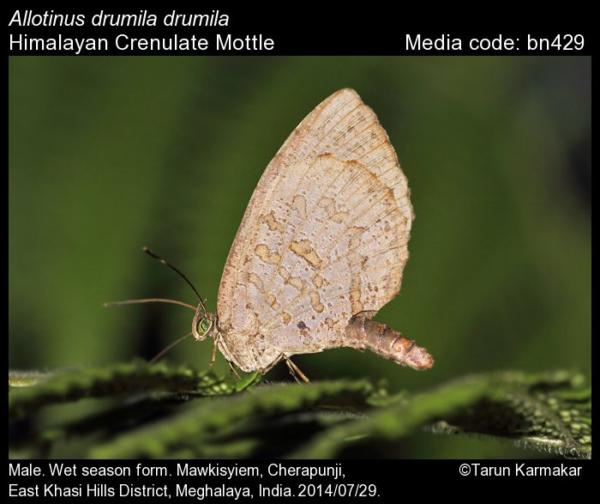 Allotinus drumila drumila
Himalayan Crenulate Mottle
Media code: bn429
Male. Wet season form. Mawkisyiem, Cherapunji,
East Khasi Hills District, Meghalaya, India. 2014/07/29.
©Tarun Karmakar